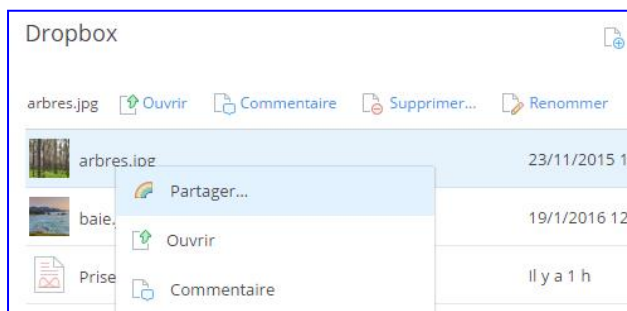 Dropbox
arbres.jpg Ouvrir Commentaire Supprimer... Renommer
arbres.jpg 23/11/2015 1
Partager...
baie. 19/1/2016 12
Ouvrir
Prise Il y a 1 h
Commentaire